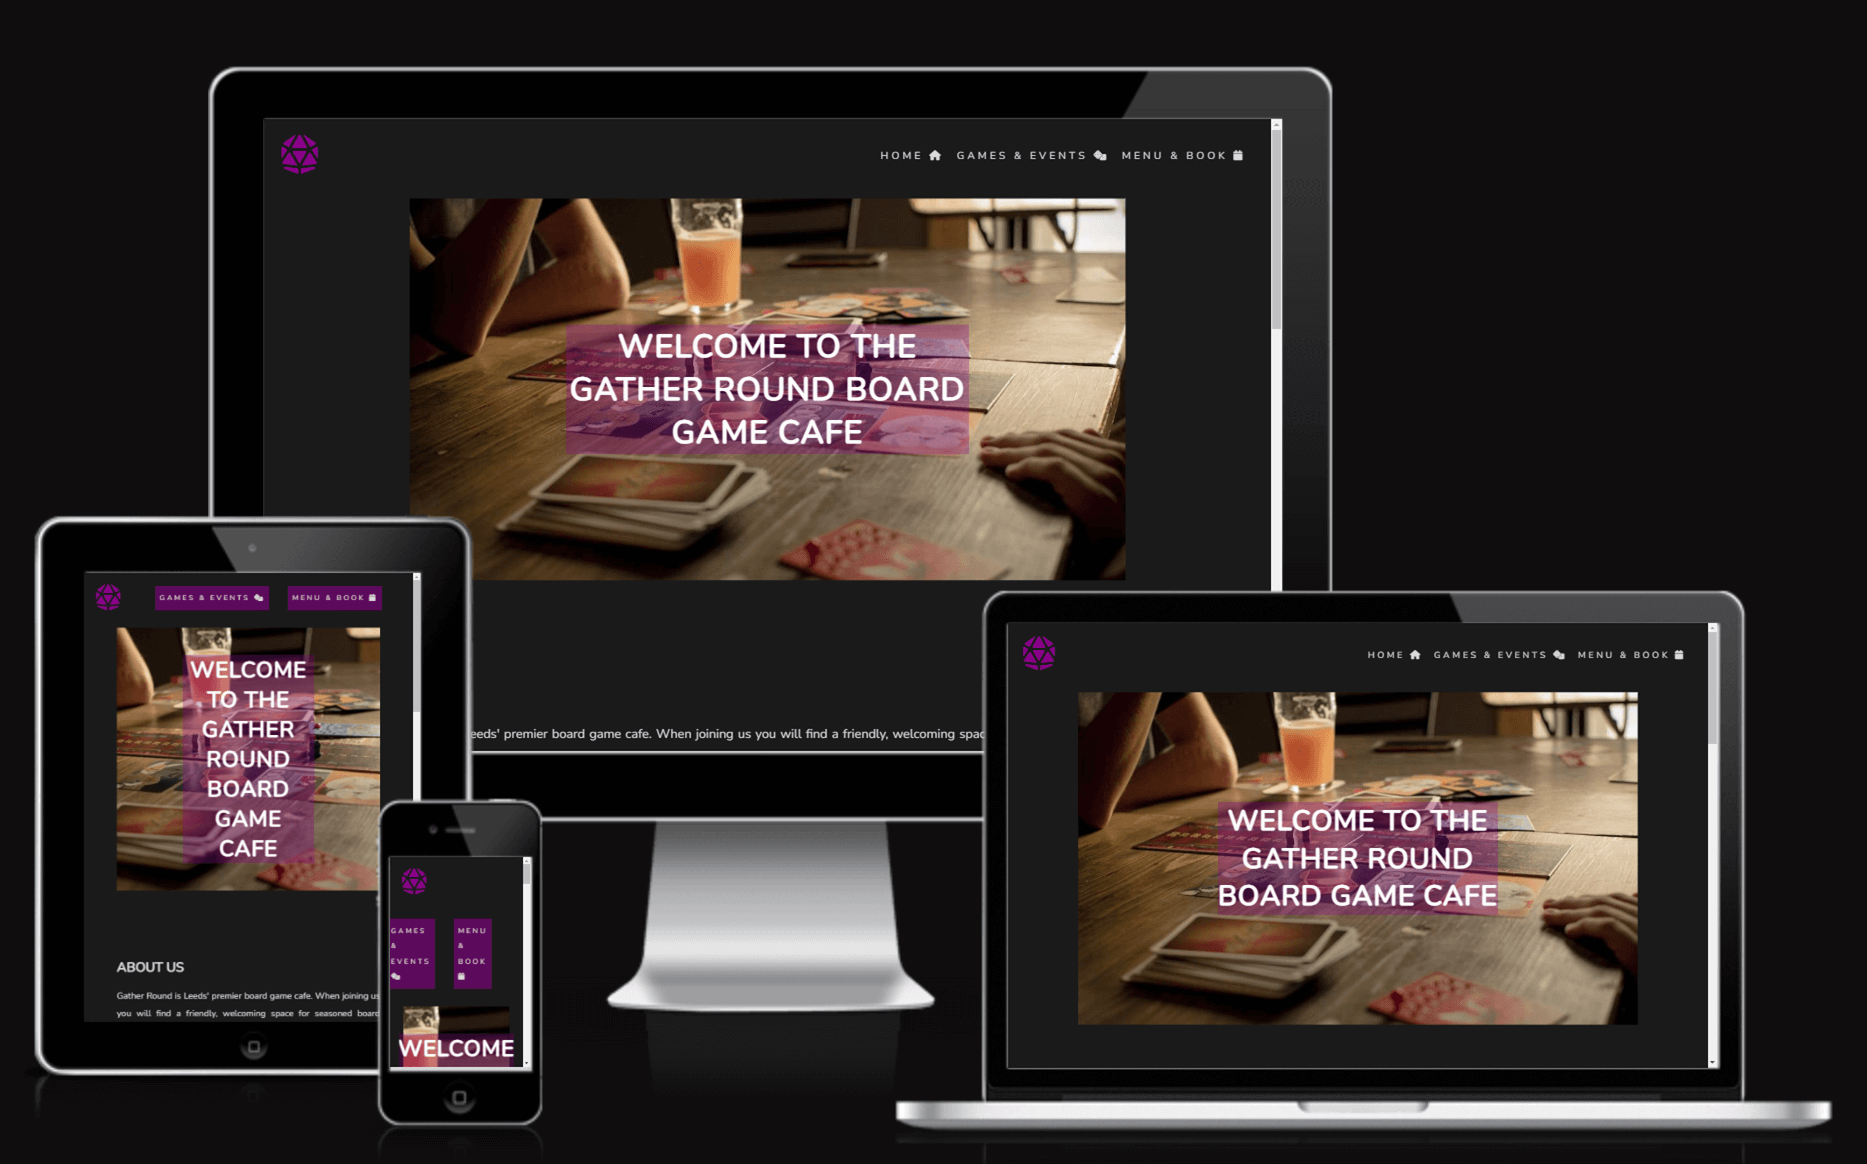 HOME GAMES & EVENTS MENU & BOOK
WELCOME TO THE
GATHER ROUND BOARD
GAME CAFE
eeds' premier board game cafe. When joining us you will find a friendly, welcoming spac
GAMES & EVENTS MENU & BOOK
WELCOME
TO THE
GATHER
ROUND
BOARD
GAME
CAFE
ABOUT US
Gather Round is Leeds' premier board game cafe. When joining us
you will find a friendly, welcoming space for seasoned board
GAMES
&
EVENTS
MENU
&
BOOK
WELCOME
HOME GAMES & EVENTS MENU & BOOK
WELCOME TO THE
GATHER ROUND
BOARD GAME CAFE